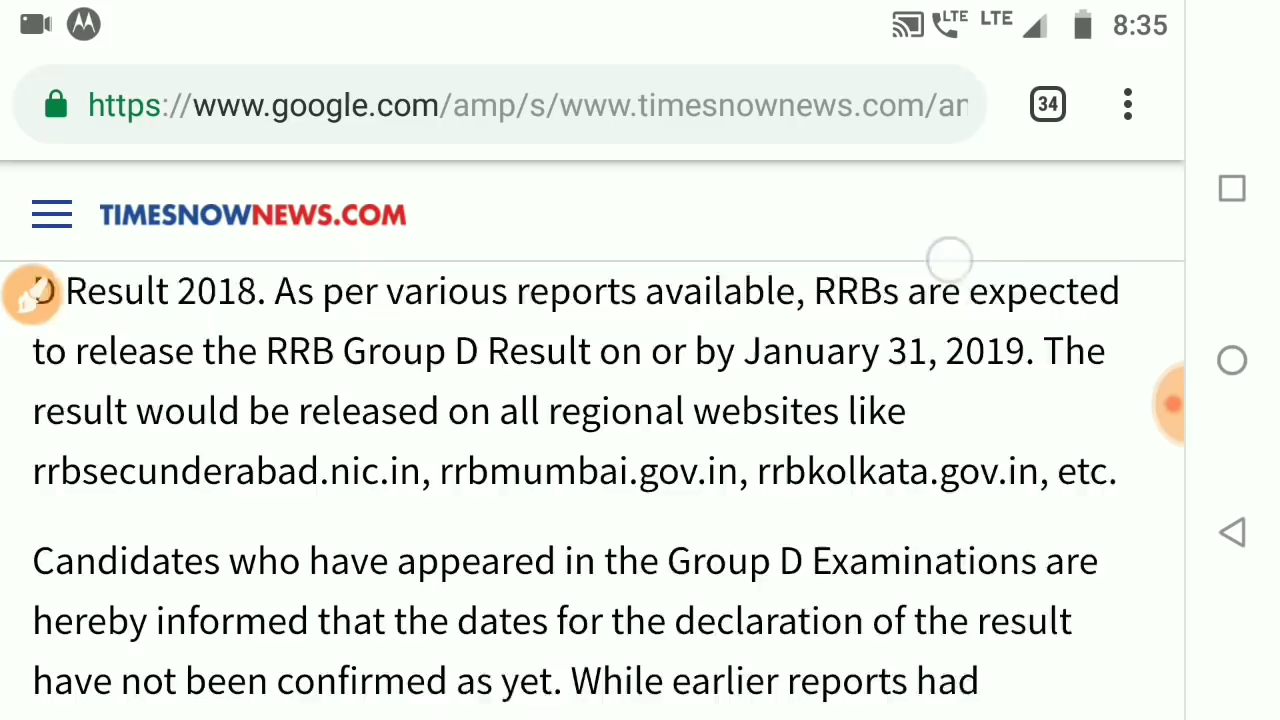 LTE LTE 8:35
https://www.google.com/amp/s/www.timesnownews.com/an 34
TIMESNOWNEWS.COM
D Result 2018. As per various reports available, RRBs are expected
to release the RRB Group D Result on or by January 31, 2019. The
result would be released on all regional websites like
rrbsecunderabad.nic.in, rrbmumbai.gov.in, rrbkolkata.gov.in, etc.
Candidates who have appeared in the Group D Examinations are
hereby informed that the dates for the declaration of the result
have not been confirmed as yet. While earlier reports had